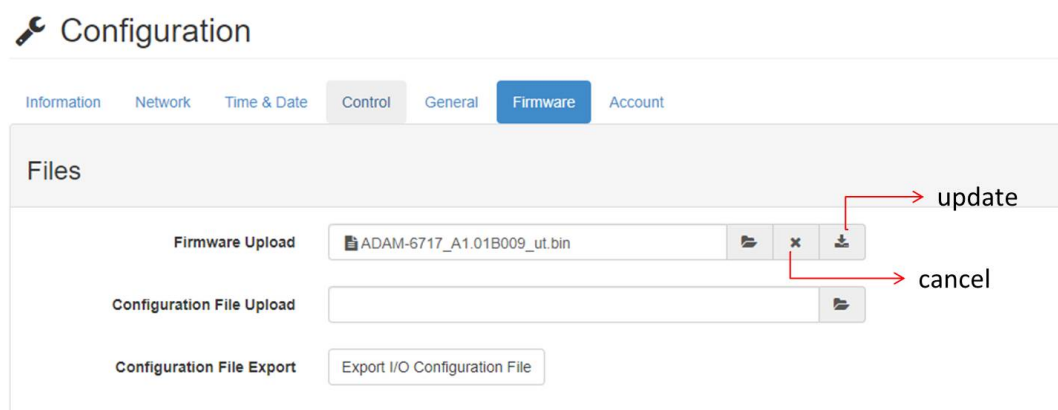 Configuration
Information Network Time & Date Control General Firmware Account
Files
update
Firmware Upload ADAM-6717_A1.01B009_ut.bin
cancel
Configuration File Upload
Configuration File Export Export I/O Configuration File